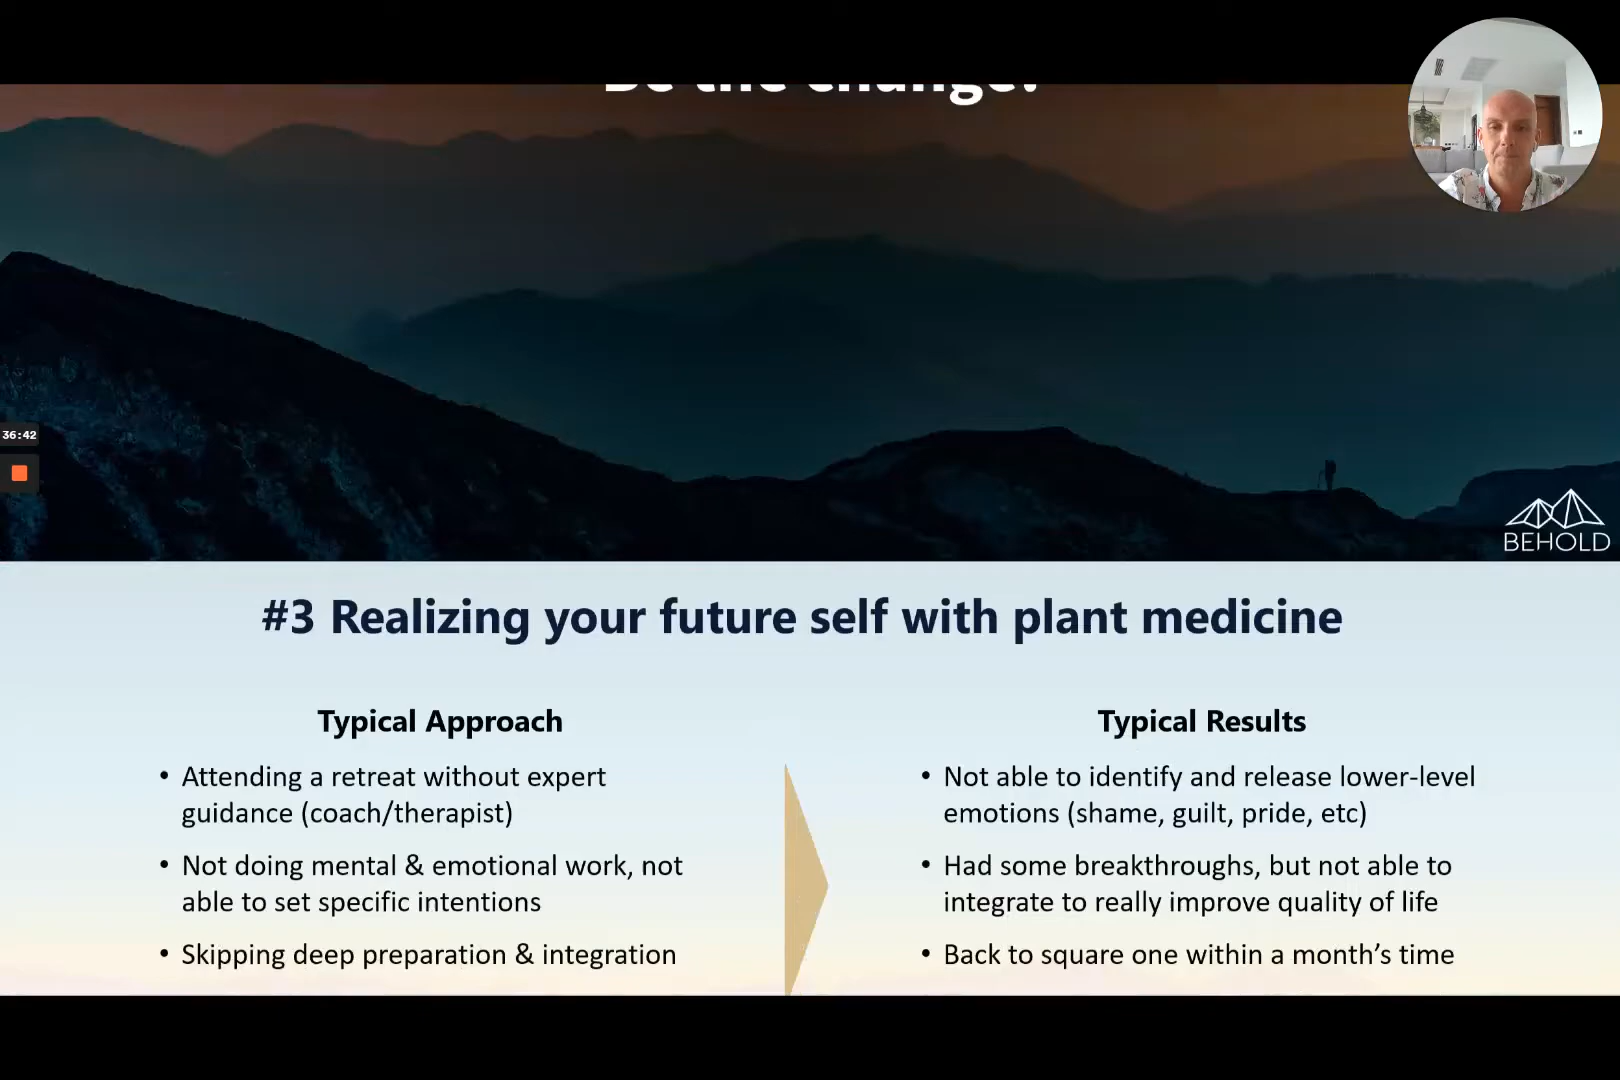 Be the change!
36:42
BEHOLD
#3 Realizing your future self with plant medicine
Typical Approach
• Attending a retreat without expert
guidance (coach/therapist)
• Not doing mental & emotional work, not
able to set specific intentions
• Skipping deep preparation & integration
Typical Results
• Not able to identify and release lower-level
emotions (shame, guilt, pride, etc)
• Had some breakthroughs, but not able to
integrate to really improve quality of life
• Back to square one within a month’s time